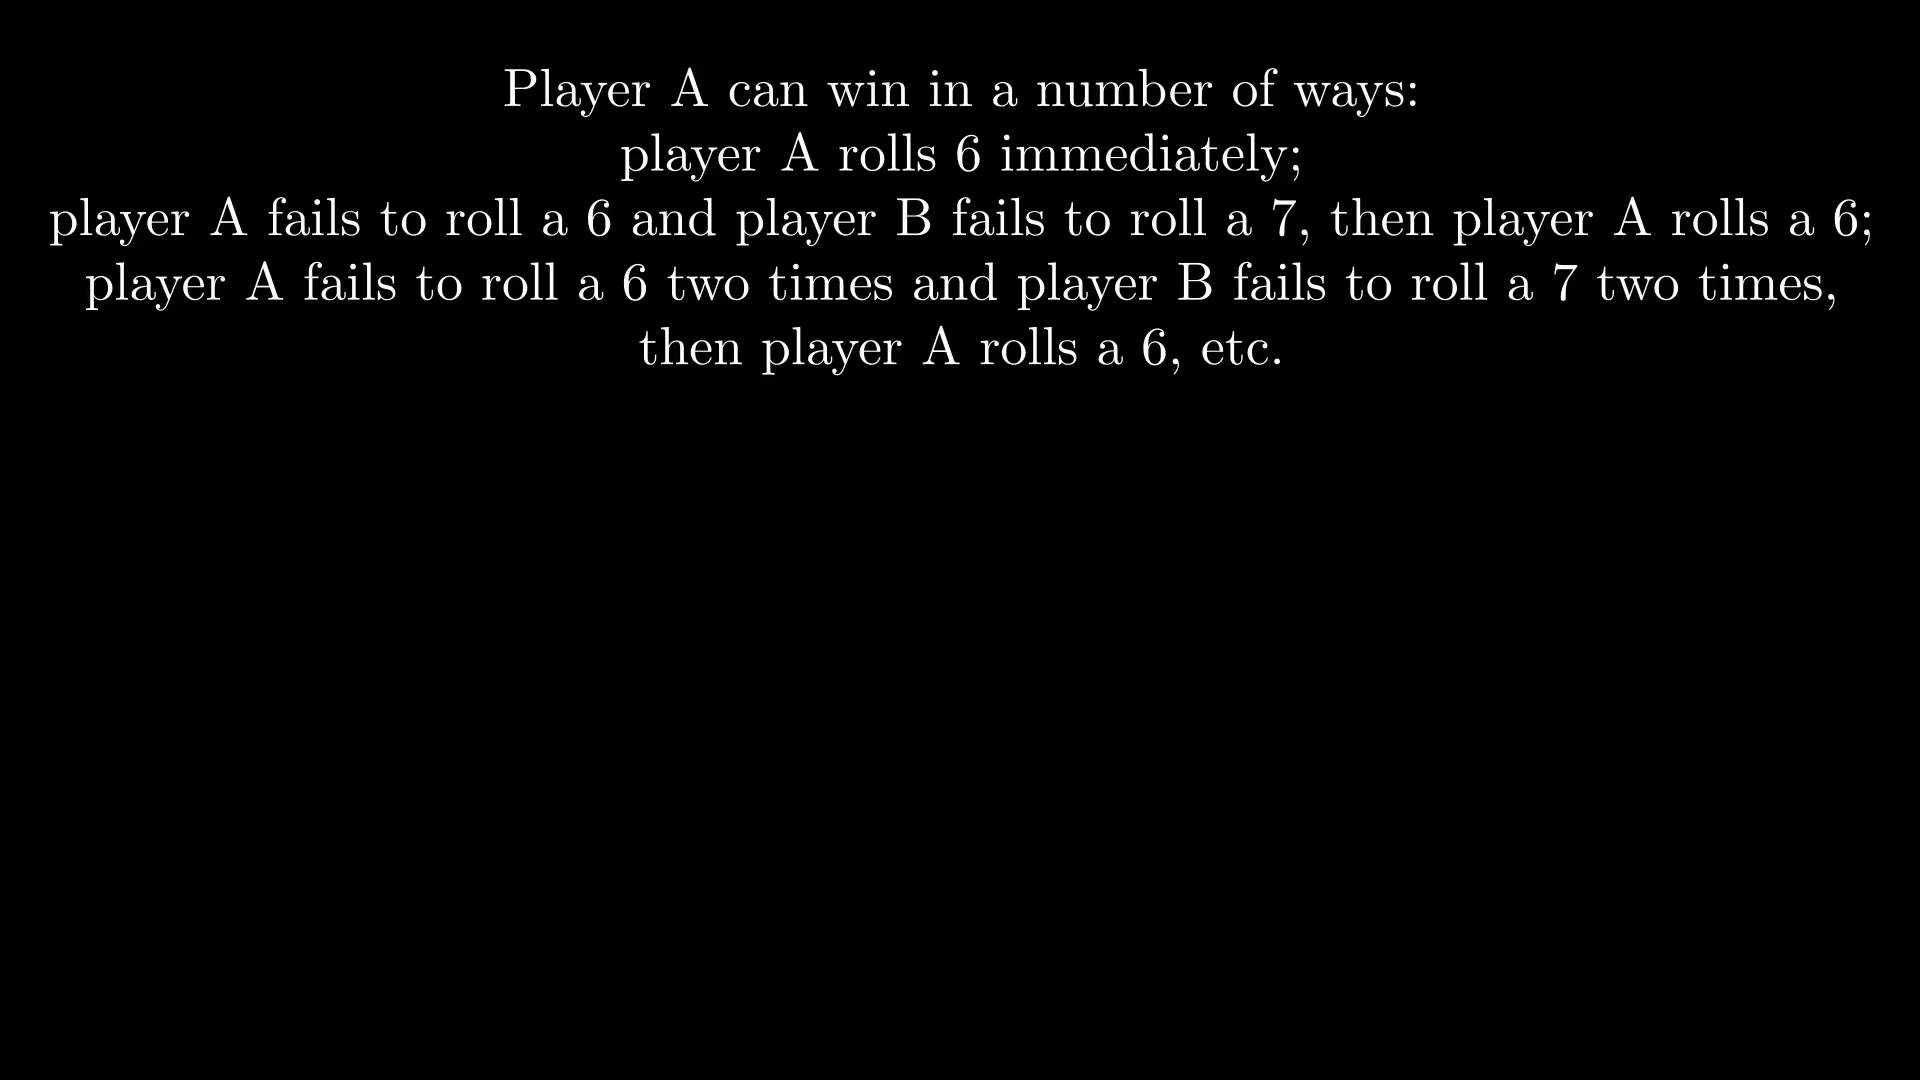 Player A can win in a number of ways:
player A rolls 6 immediately;
player A fails to roll a 6 and player B fails to roll a 7, then player A rolls a 6;
player A fails to roll a 6 two times and player B fails to roll a 7 two times,
then player A rolls a 6, etc.